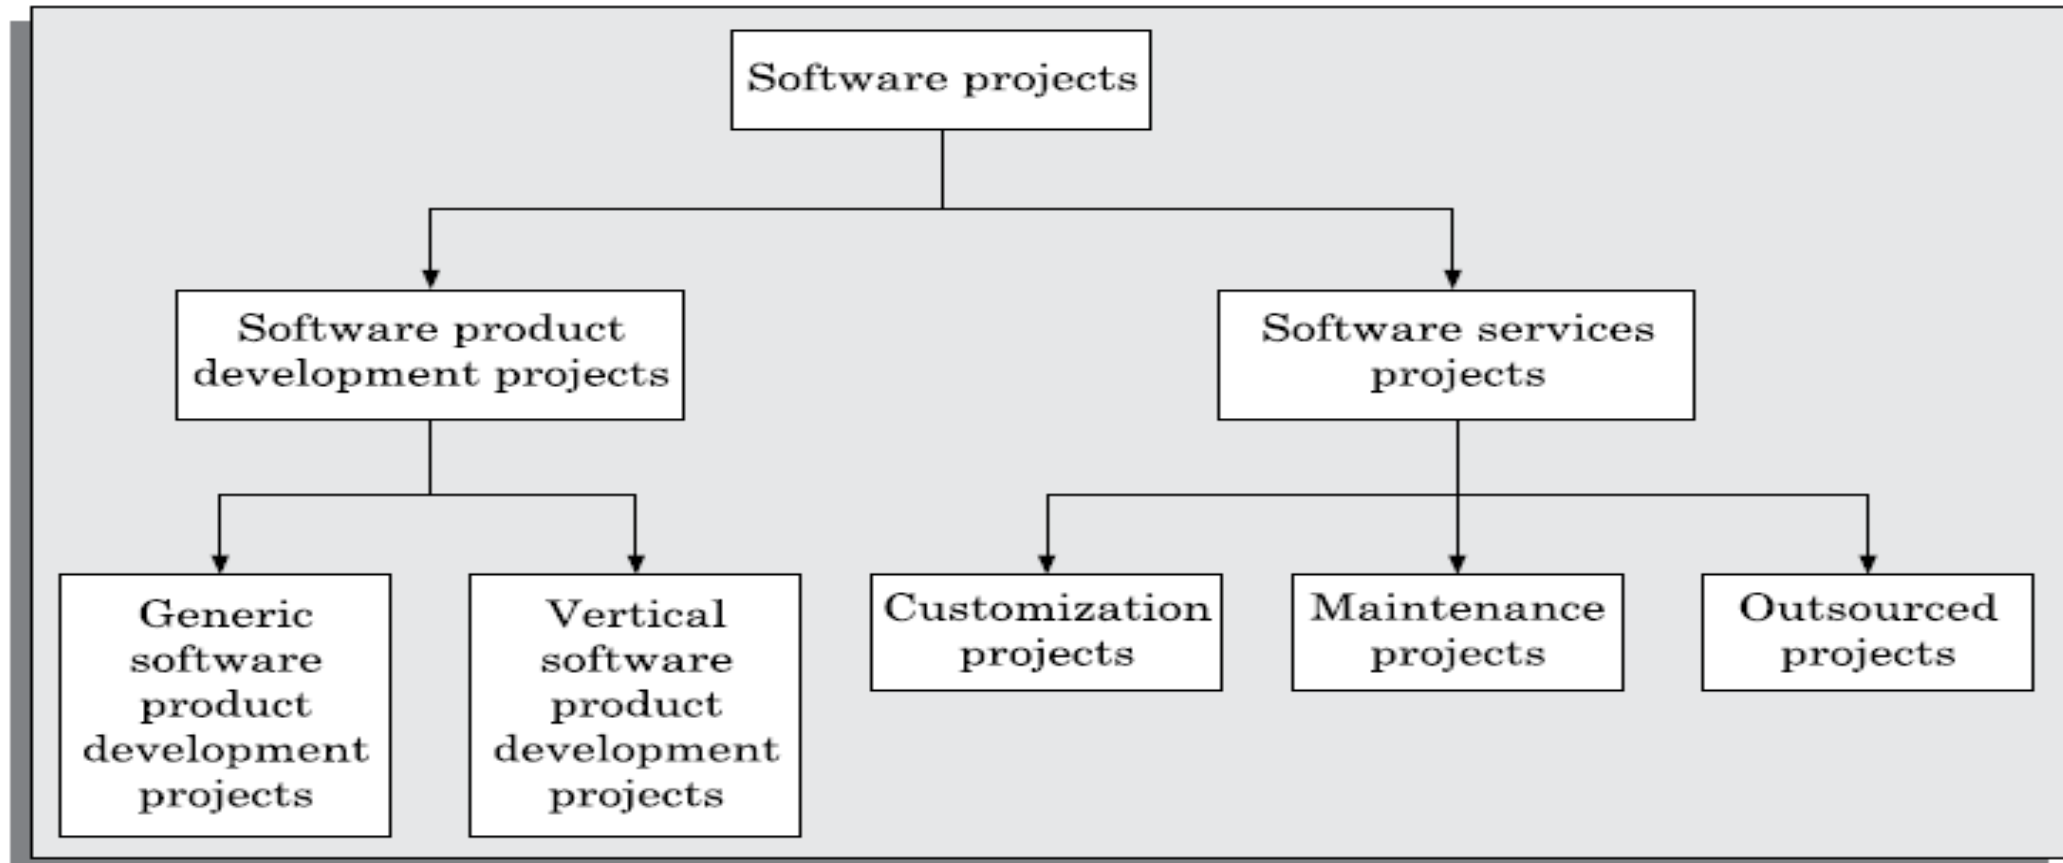 Software projects
Software product
development projects
Software services
projects
Generic
software
product
development
projects
Vertical
software
product
development
projects
Customization
projects
Maintenance
projects
Outsourced
projects